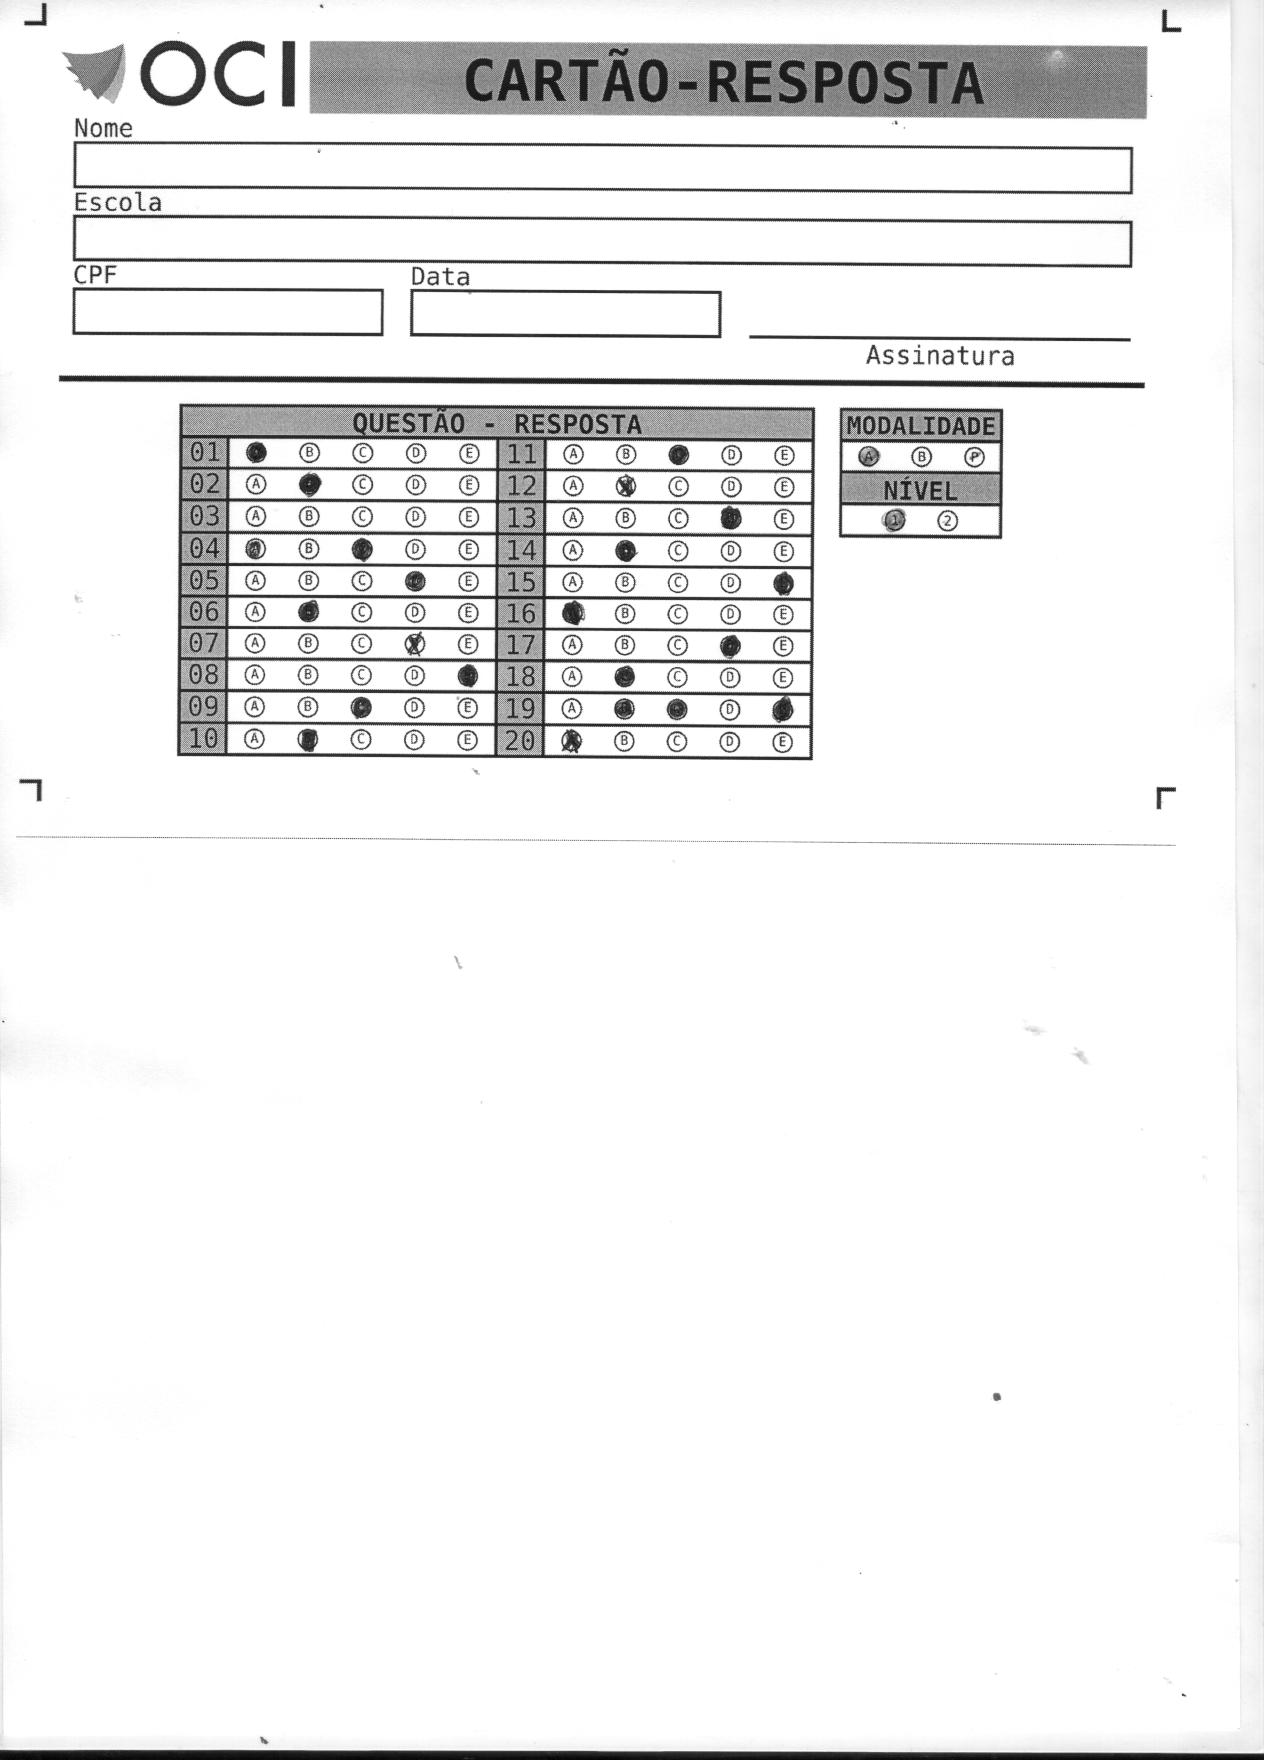 OCI CARTÃO-RESPOSTA
Nome
Escola
CPF Data
Assinatura
QUESTÃO - RESPOSTA
MODALIDADE
01 B C D E 11 A B D E
A B P
02 A C D E 12 A C D E
NÍVEL
03 A B C D E 13 A B C E
1 2
04 A B D E 14 A C D E
05 A B C E 15 A B C D
06 A C D E 16 B C D E
07 A B C E 17 A B C E
08 A B C D 18 A C D E
09 A B D E 19 A D
10 A C D E 20 B C D E